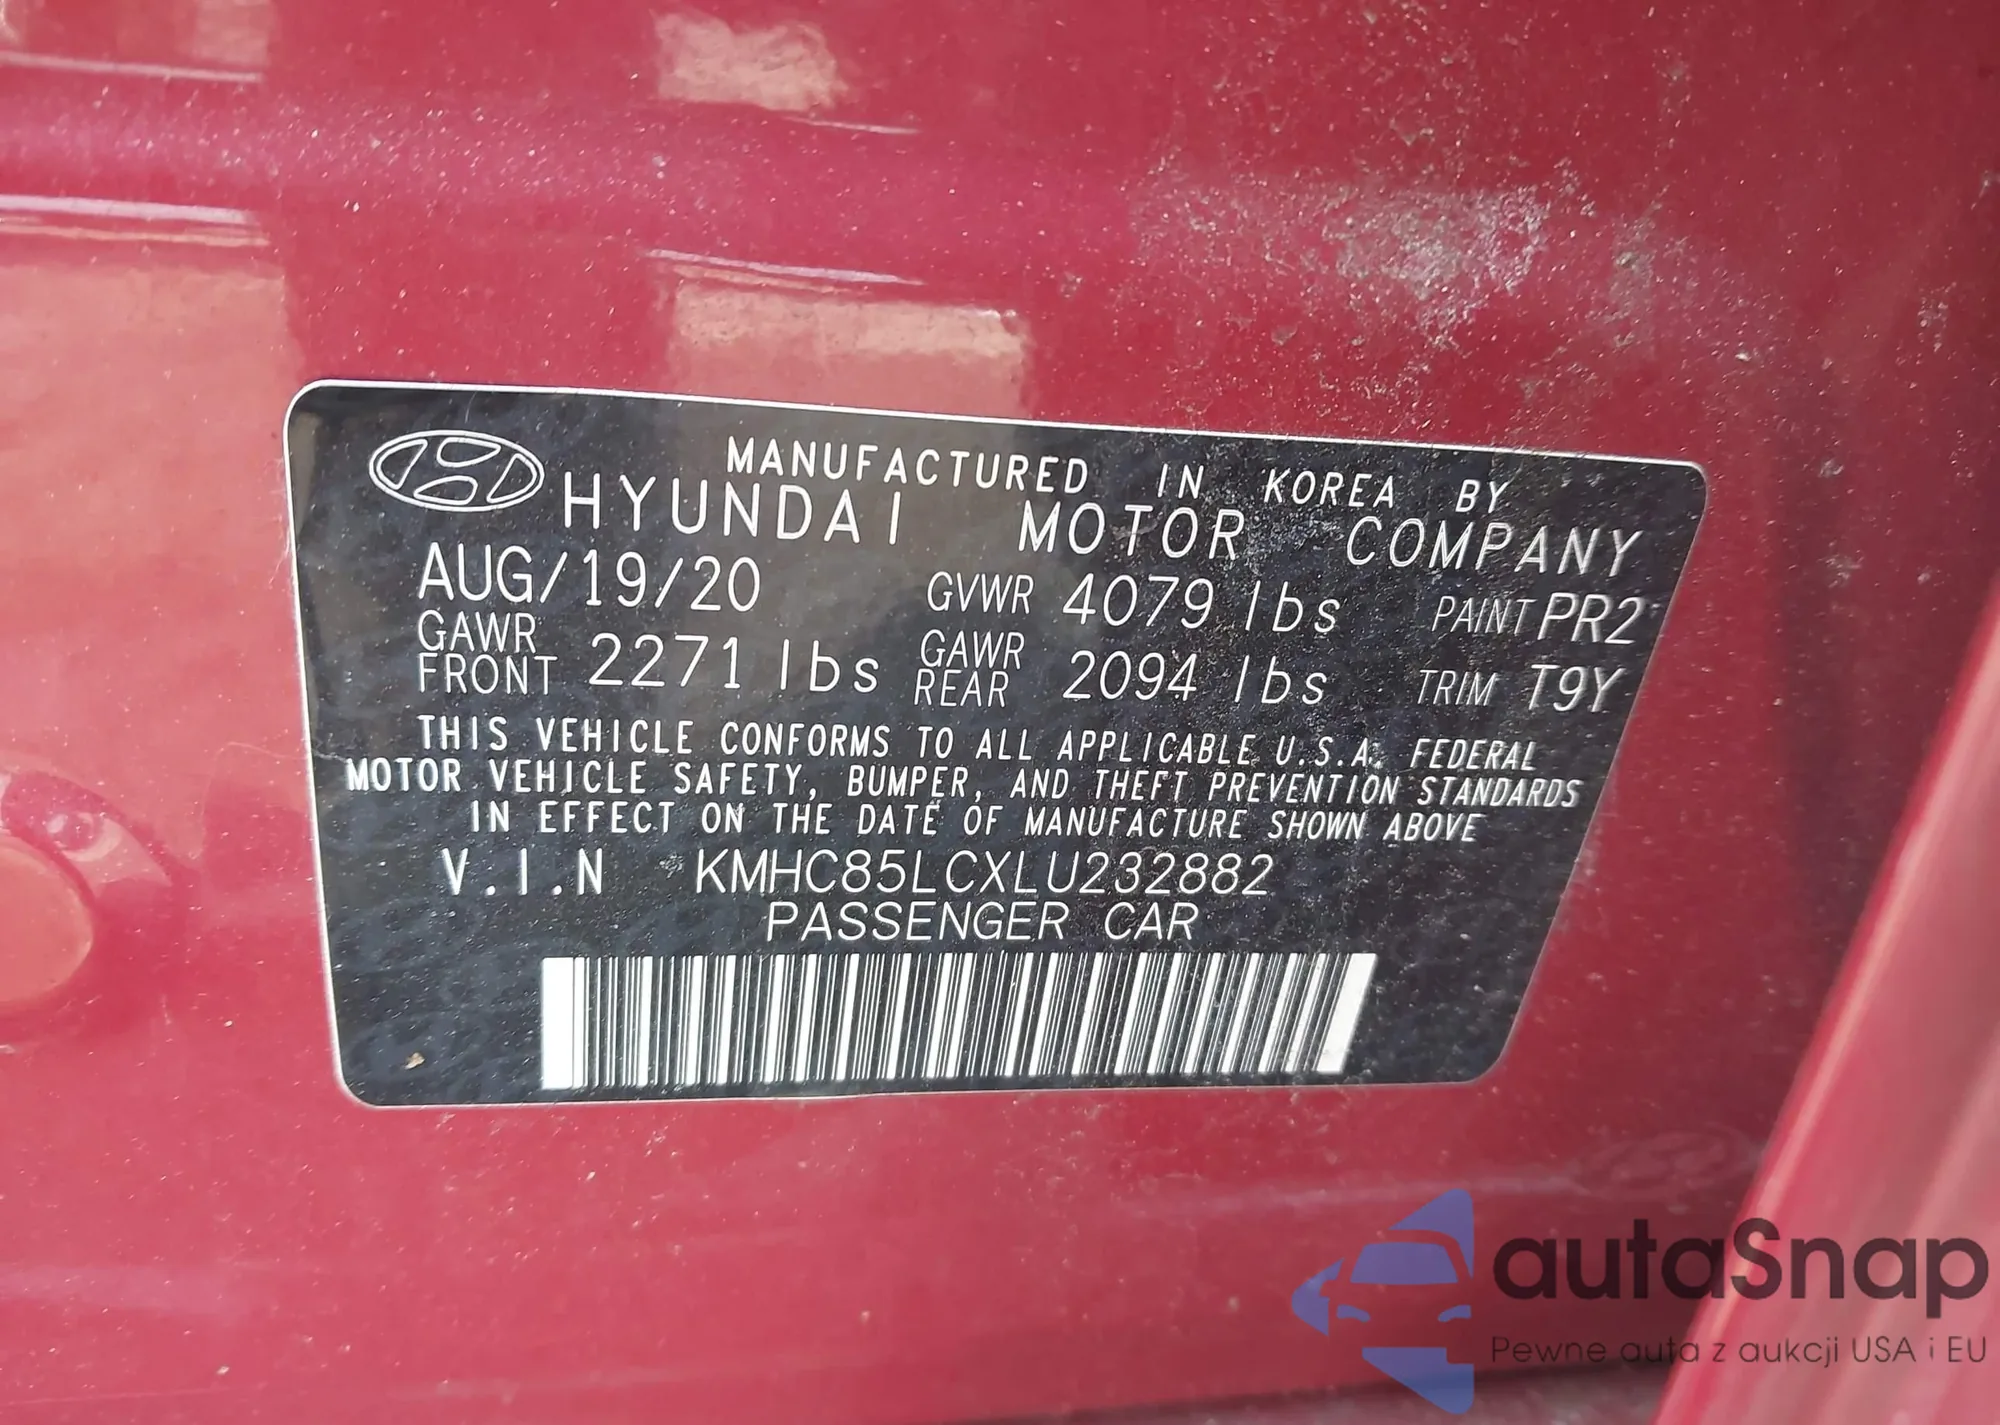 MANUFACTURED IN KOREA BY
HYUNDAI MOTOR COMPANY
AUG/19/20 GVWR 4079 lbs PAINT PR2
GAWR FRONT 2271 lbs GAWR REAR 2094 lbs TRIM T9Y
THIS VEHICLE CONFORMS TO ALL APPLICABLE U.S.A. FEDERAL
MOTOR VEHICLE SAFETY, BUMPER, AND THEFT PREVENTION STANDARDS
IN EFFECT ON THE DATE OF MANUFACTURE SHOWN ABOVE
V.I.N KMHC85LCXLU232882
PASSENGER CAR
autaSnap
Pewne auta z aukcji USA i EU